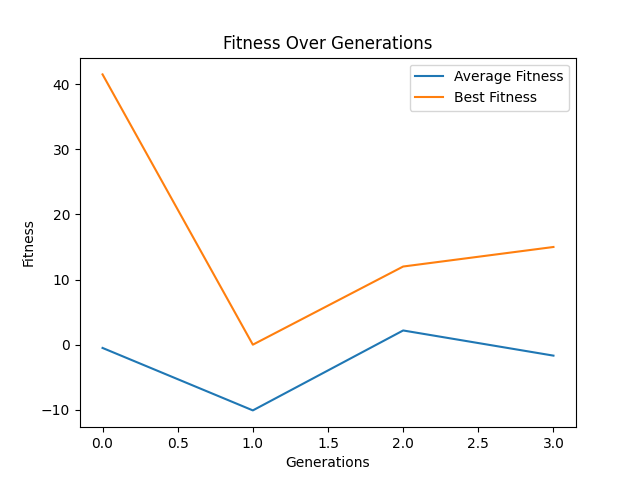 Fitness Over Generations
Average Fitness
Best Fitness
40
30
20
10
0
−10
Fitness
0.0 0.5 1.0 1.5 2.0 2.5 3.0
Generations